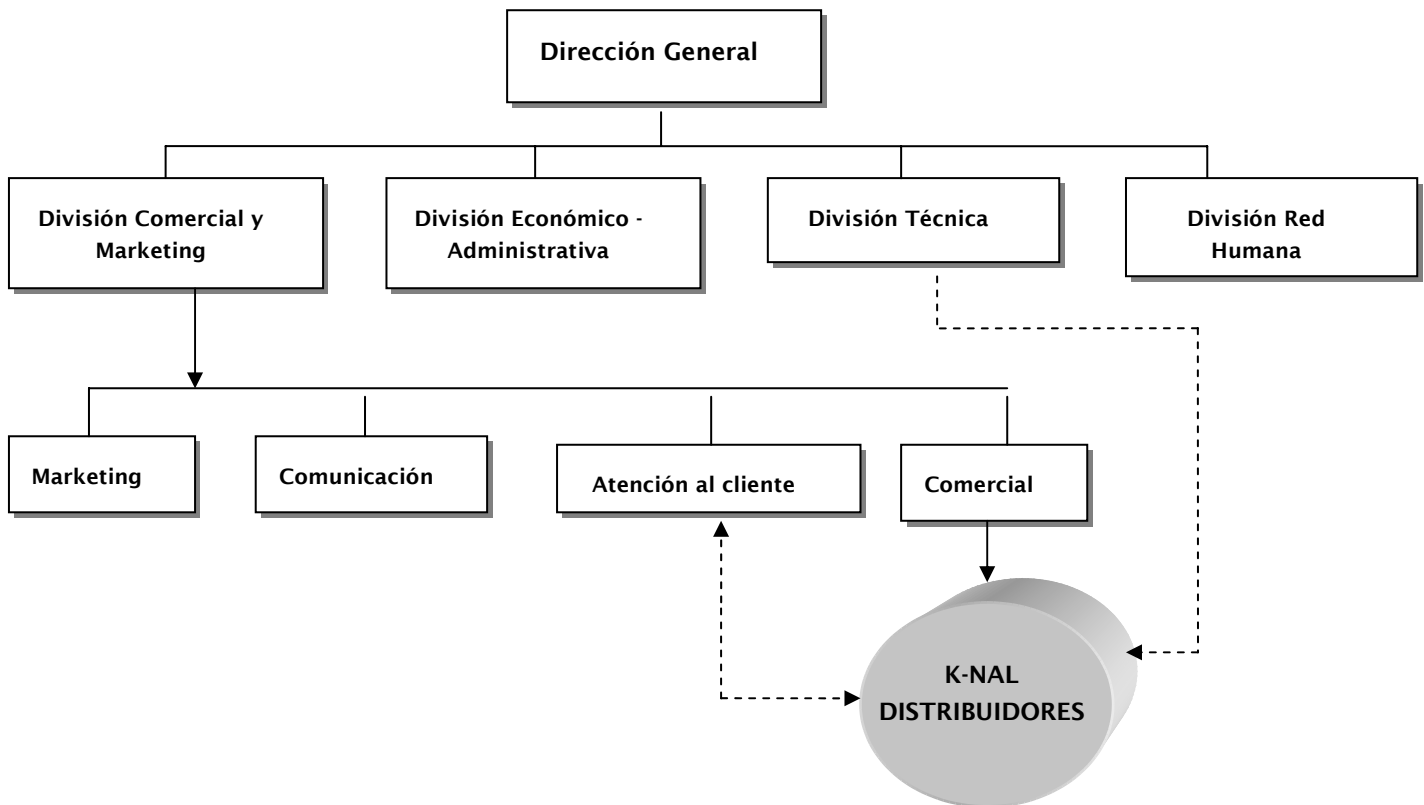 Dirección General
División Comercial y
Marketing
División Económico -
Administrativa
División Técnica
División Red
Humana
Marketing
Comunicación
Atención al cliente
Comercial
K-NAL
DISTRIBUIDORES